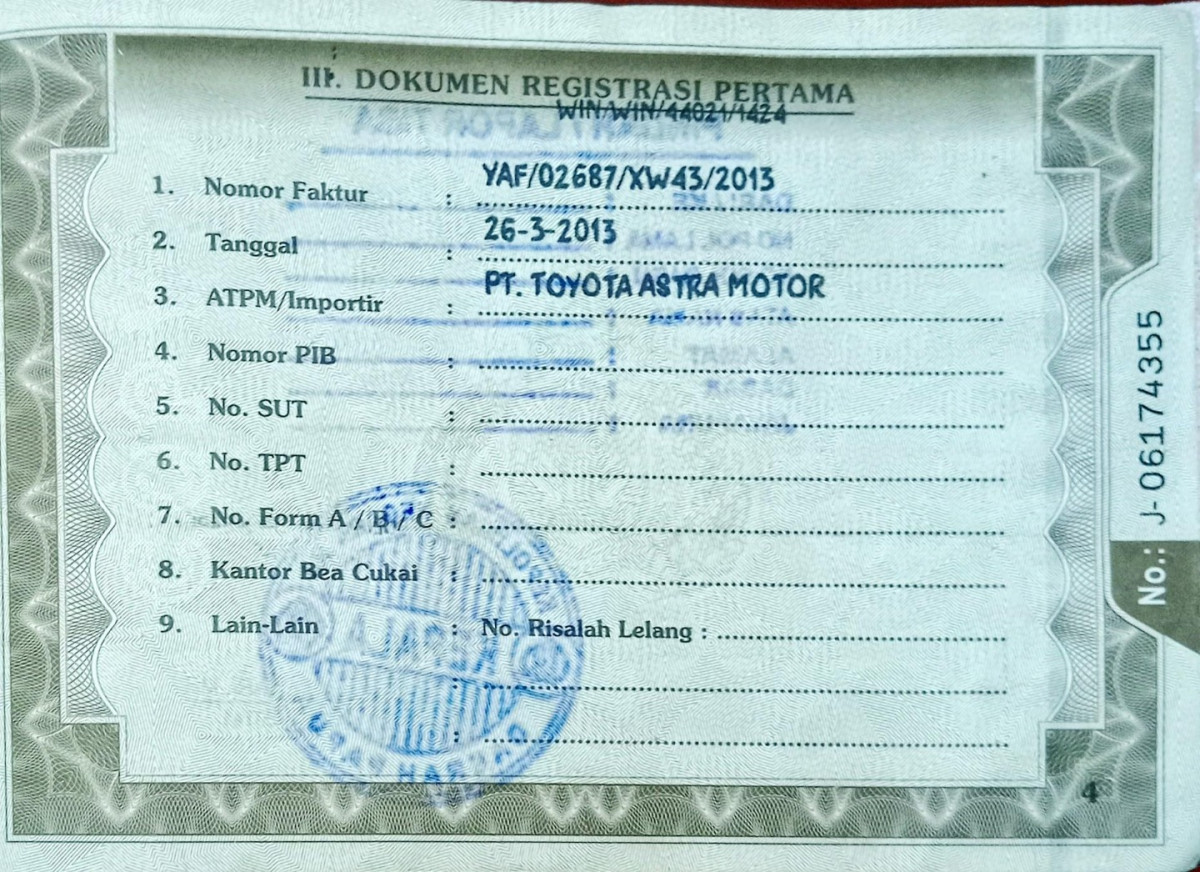 III. DOKUMEN REGISTRASI PERTAMA
WIN/WIN/44021/1424
1. Nomor Faktur : YAF/02687/XW43/2013
2. Tanggal : 26-3-2013
3. ATPM/Importir : PT. TOYOTA ASTRA MOTOR
4. Nomor PIB :
5. No. SUT :
6. No. TPT :
7. No. Form A / B / C :
8. Kantor Bea Cukai :
9. Lain-Lain : No. Risalah Lelang :
:
:
4
No.: J-06174355
KEPALA